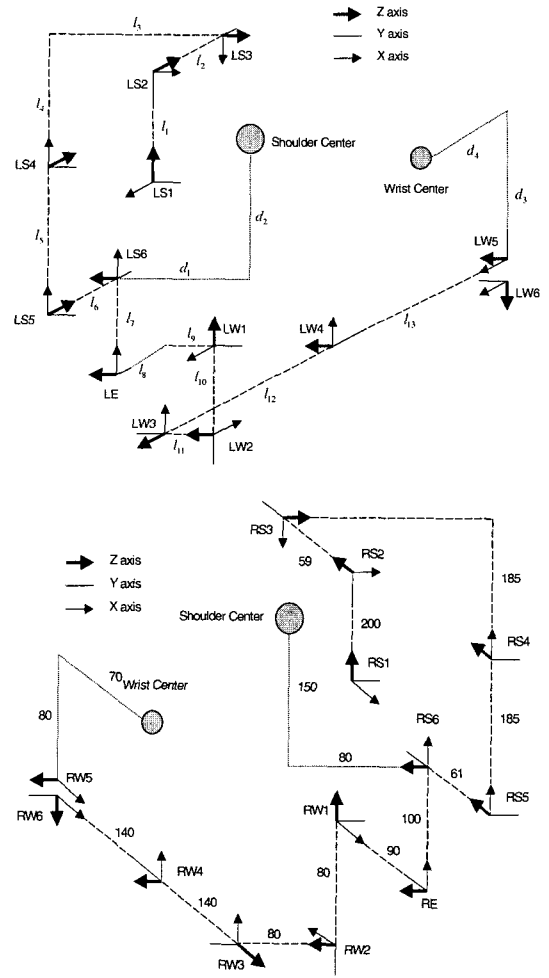 Z axis
Y axis
X axis
l3
LS3
l2
LS2
l4
l1
Shoulder Center
d4
Wrist Center
LS4
LS1
d2
d3
l5
LS6
LW5
d1
LW6
l6
LS5
l7
l9
LW1
LW4
l13
l8
l10
LE
l12
LW3
l11
LW2
RS3
RS2
59
Z axis
Y axis
X axis
185
Shoulder Center
200
RS4
70
Wrist Center
150
RS1
80
RS6
185
80
61
RW5
RW6
RW1
RS5
100
140
90
RW4
80
RE
140
80
RW3
RW2